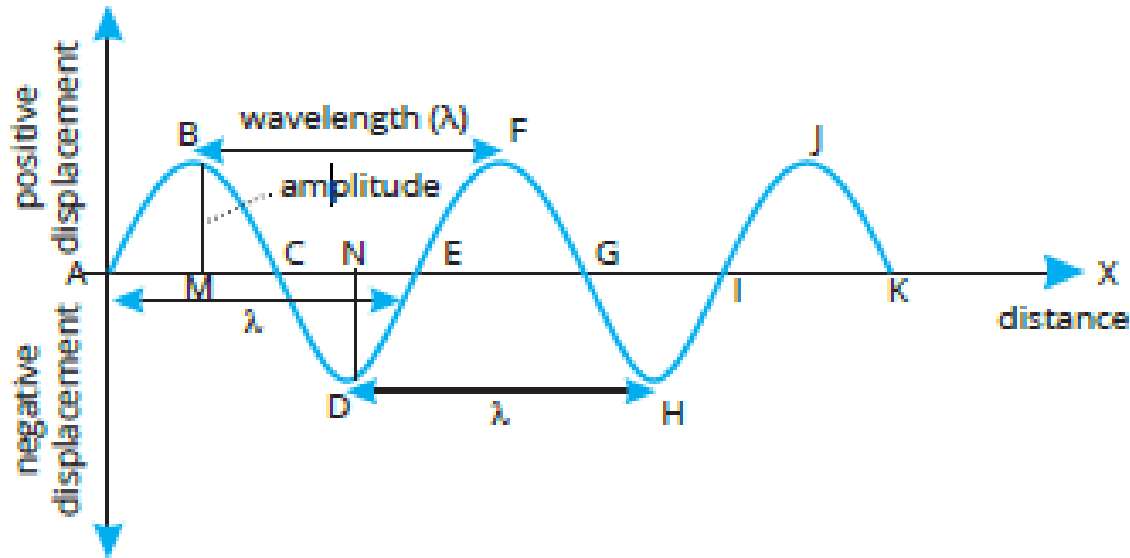 positive
displacement
negative
displacement
wavelength (λ)
B
F
J
amplitude
C
N
E
G
A
M
I
K
X
λ
distance
D
λ
H